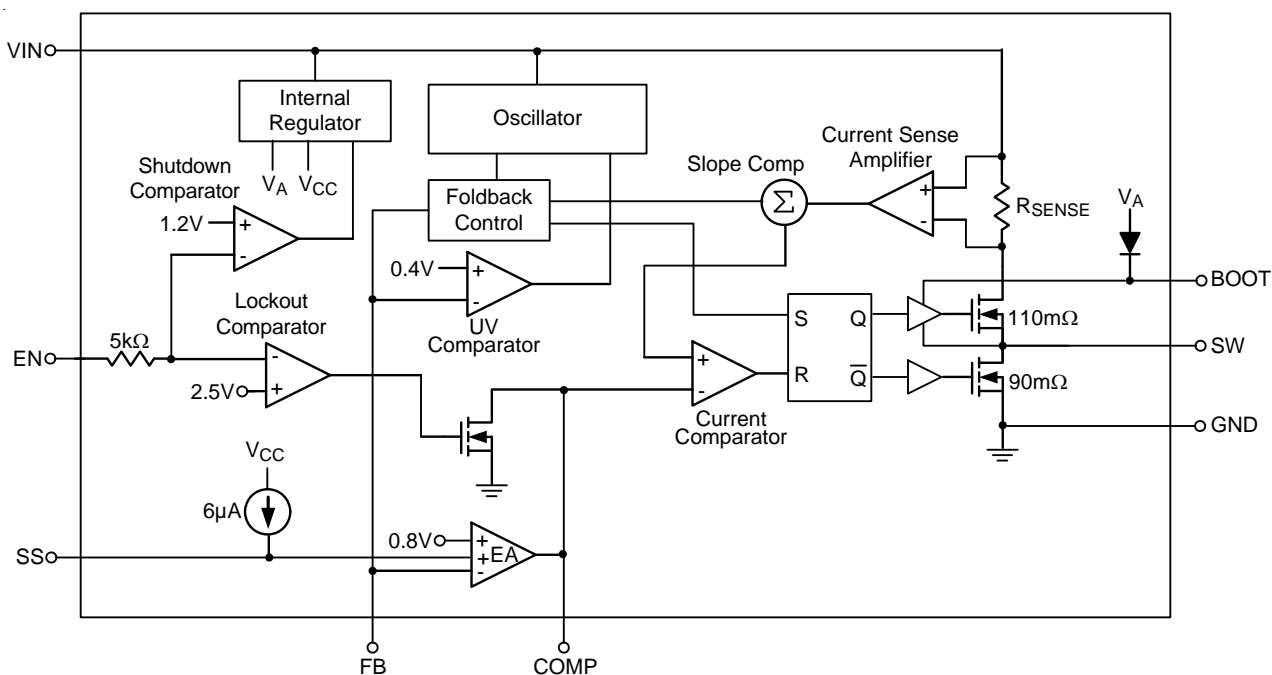 VIN
Internal
Regulator
Oscillator
Current Sense
Amplifier
Slope Comp
Shutdown
Comparator
VA
VCC
Foldback
Control
Σ
+
-
RSENSE
VA
1.2V
+
-
0.4V
+
-
UV
Comparator
BOOT
Lockout
Comparator
S
Q
110mΩ
5kΩ
EN
-
+
2.5V
+
-
R
Q
SW
90mΩ
Current
Comparator
GND
VCC
6µA
0.8V
+
+
-
EA
SS
FB
COMP